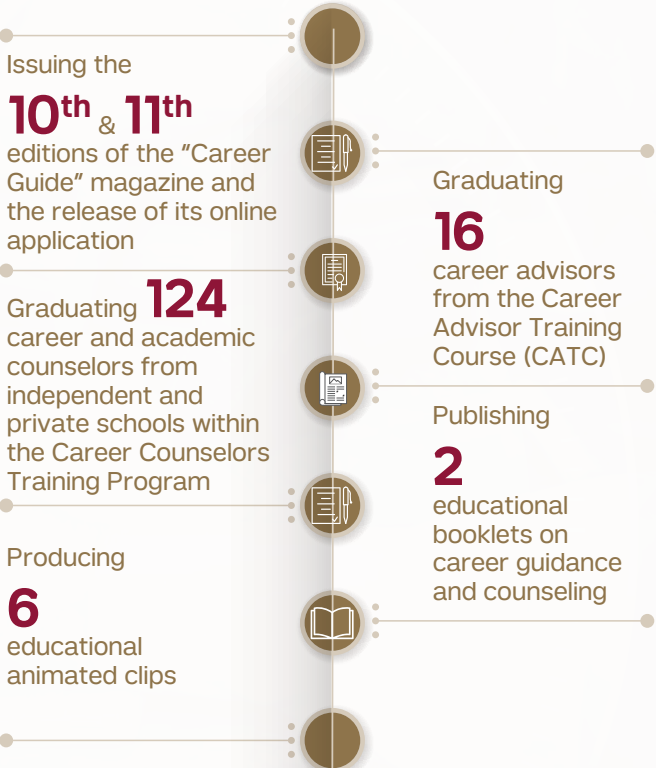 Issuing the
10th & 11th
editions of the "Career
Guide" magazine and
the release of its online
application
Graduating
16
career advisors
from the Career
Advisor Training
Course (CATC)
Graduating 124
career and academic
counselors from
independent and
private schools within
the Career Counselors
Training Program
Publishing
2
educational
booklets on
career guidance
and counseling
Producing
6
educational
animated clips